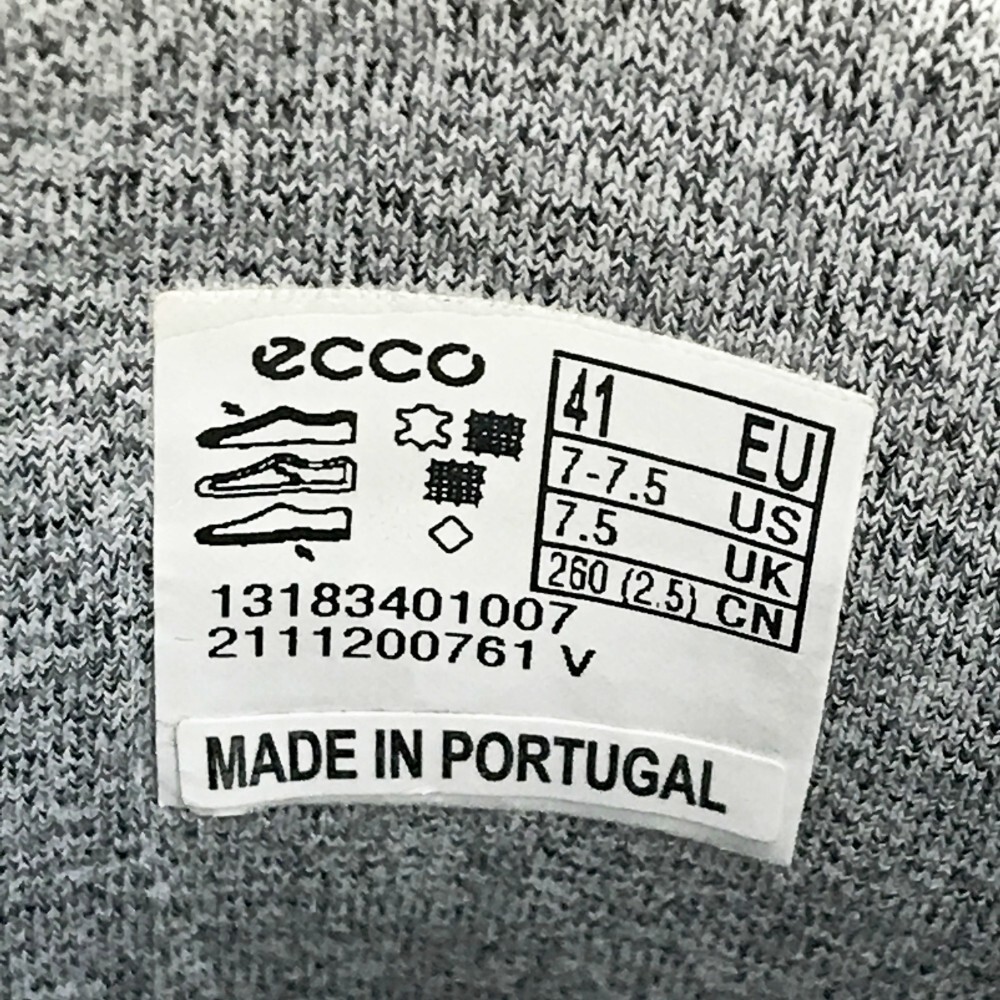 ecco
41 EU
7-7.5 US
7.5 UK
260 (2.5) CN
13183401007
2111200761 V
MADE IN PORTUGAL